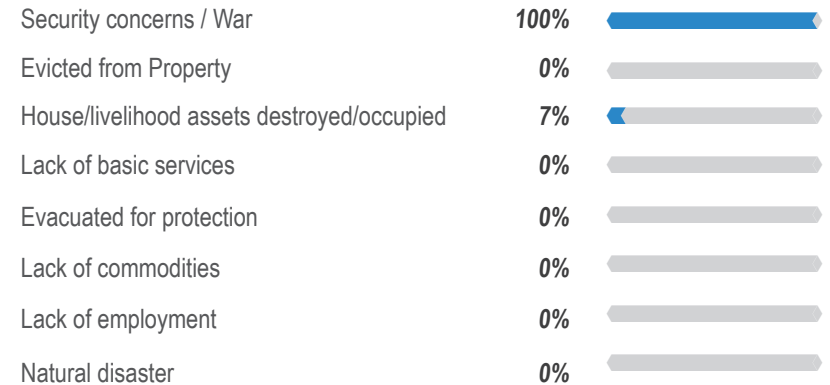 Security concerns / War 100%
Evicted from Property 0%
House/livelihood assets destroyed/occupied 7%
Lack of basic services 0%
Evacuated for protection 0%
Lack of commodities 0%
Lack of employment 0%
Natural disaster 0%